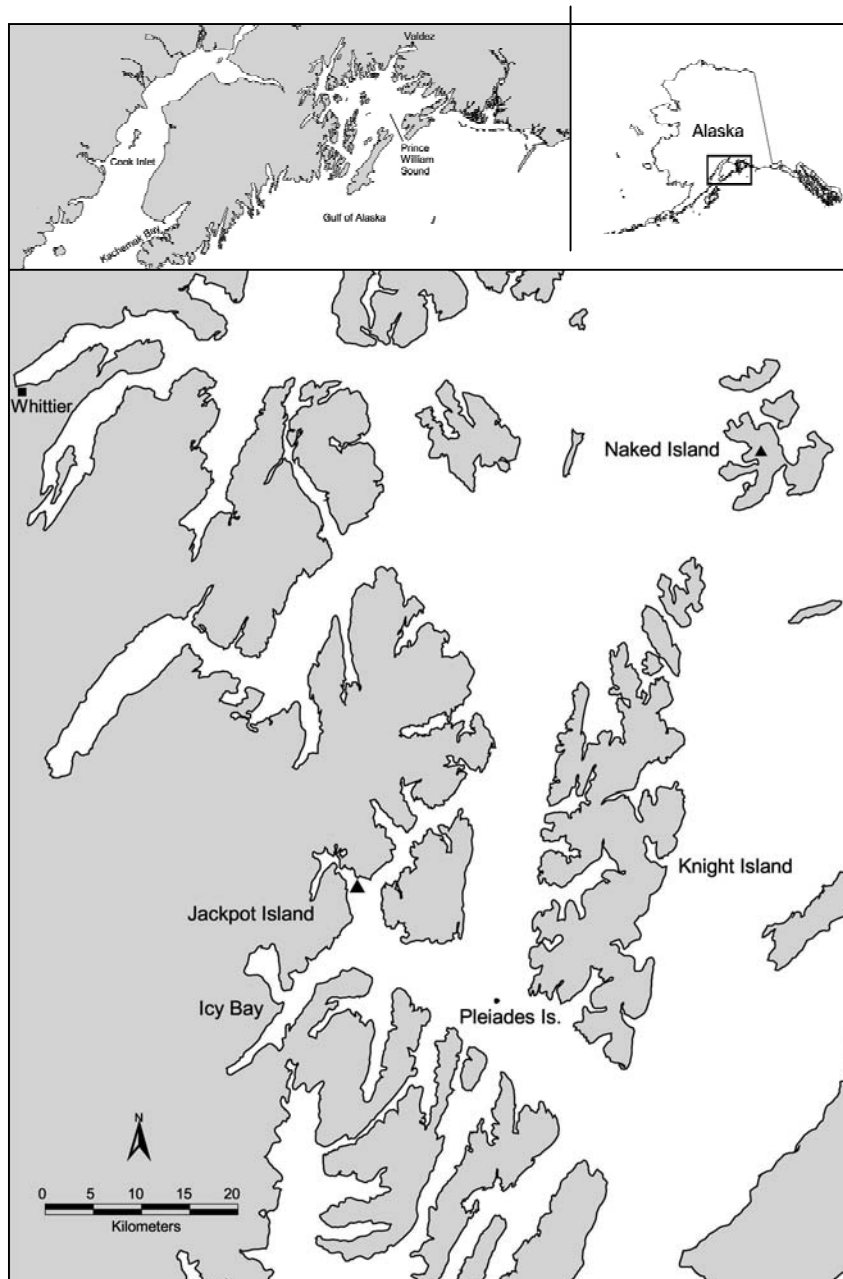 Valdez
Cook Inlet
Prince
William
Sound
Gulf of Alaska
Kachemak Bay
Alaska
Whittier
Naked Island
Knight Island
Jackpot Island
Icy Bay
Pleiades Is.
N
0 5 10 15 20
Kilometers